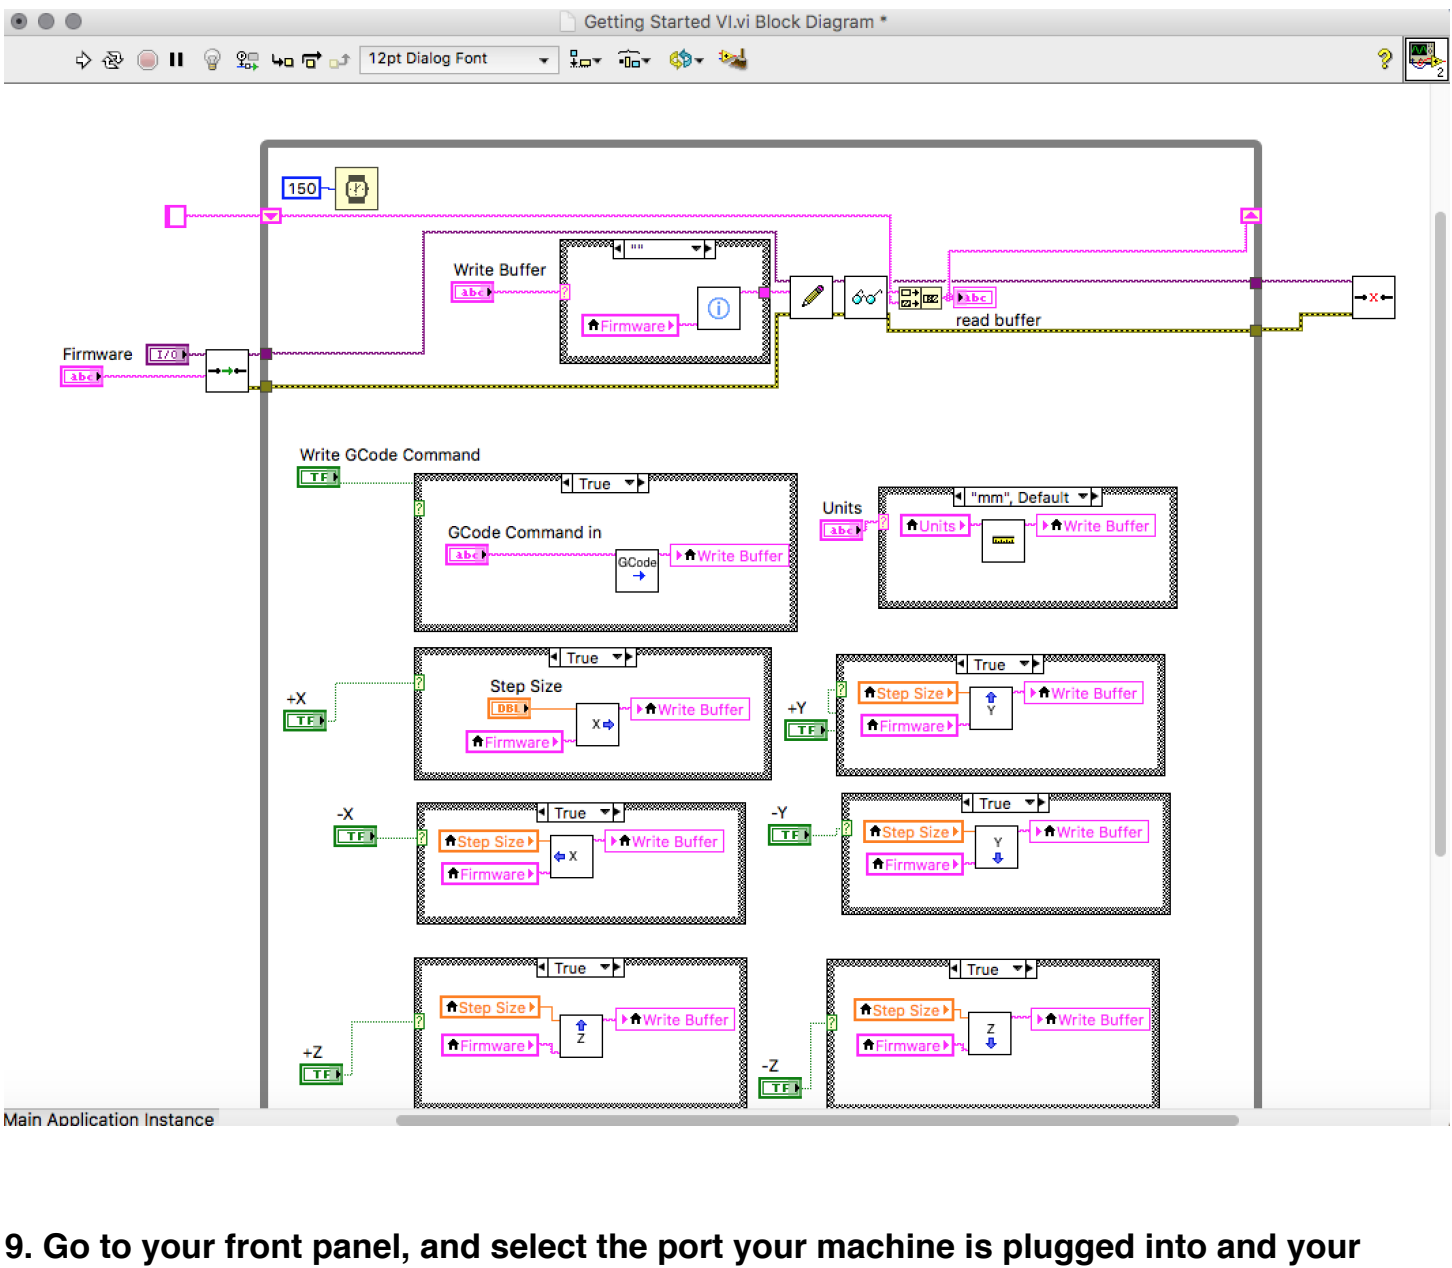 Getting Started VI.vi Block Diagram *
12pt Dialog Font
2
150
""
Write Buffer
abc
Firmware
abc
read buffer
Firmware
I/O
abc
Write GCode Command
TF
True
GCode Command in
abc
GCode
Write Buffer
Units
abc
"mm", Default
Units
Write Buffer
+X
TF
True
Step Size
DBL
X
Write Buffer
Firmware
+Y
TF
True
Step Size
Y
Write Buffer
Firmware
-X
TF
True
Step Size
X
Write Buffer
Firmware
-Y
TF
True
Step Size
Y
Write Buffer
Firmware
+Z
TF
True
Step Size
Z
Write Buffer
Firmware
-Z
TF
True
Step Size
Z
Write Buffer
Firmware
Main Application Instance
9. Go to your front panel, and select the port your machine is plugged into and your